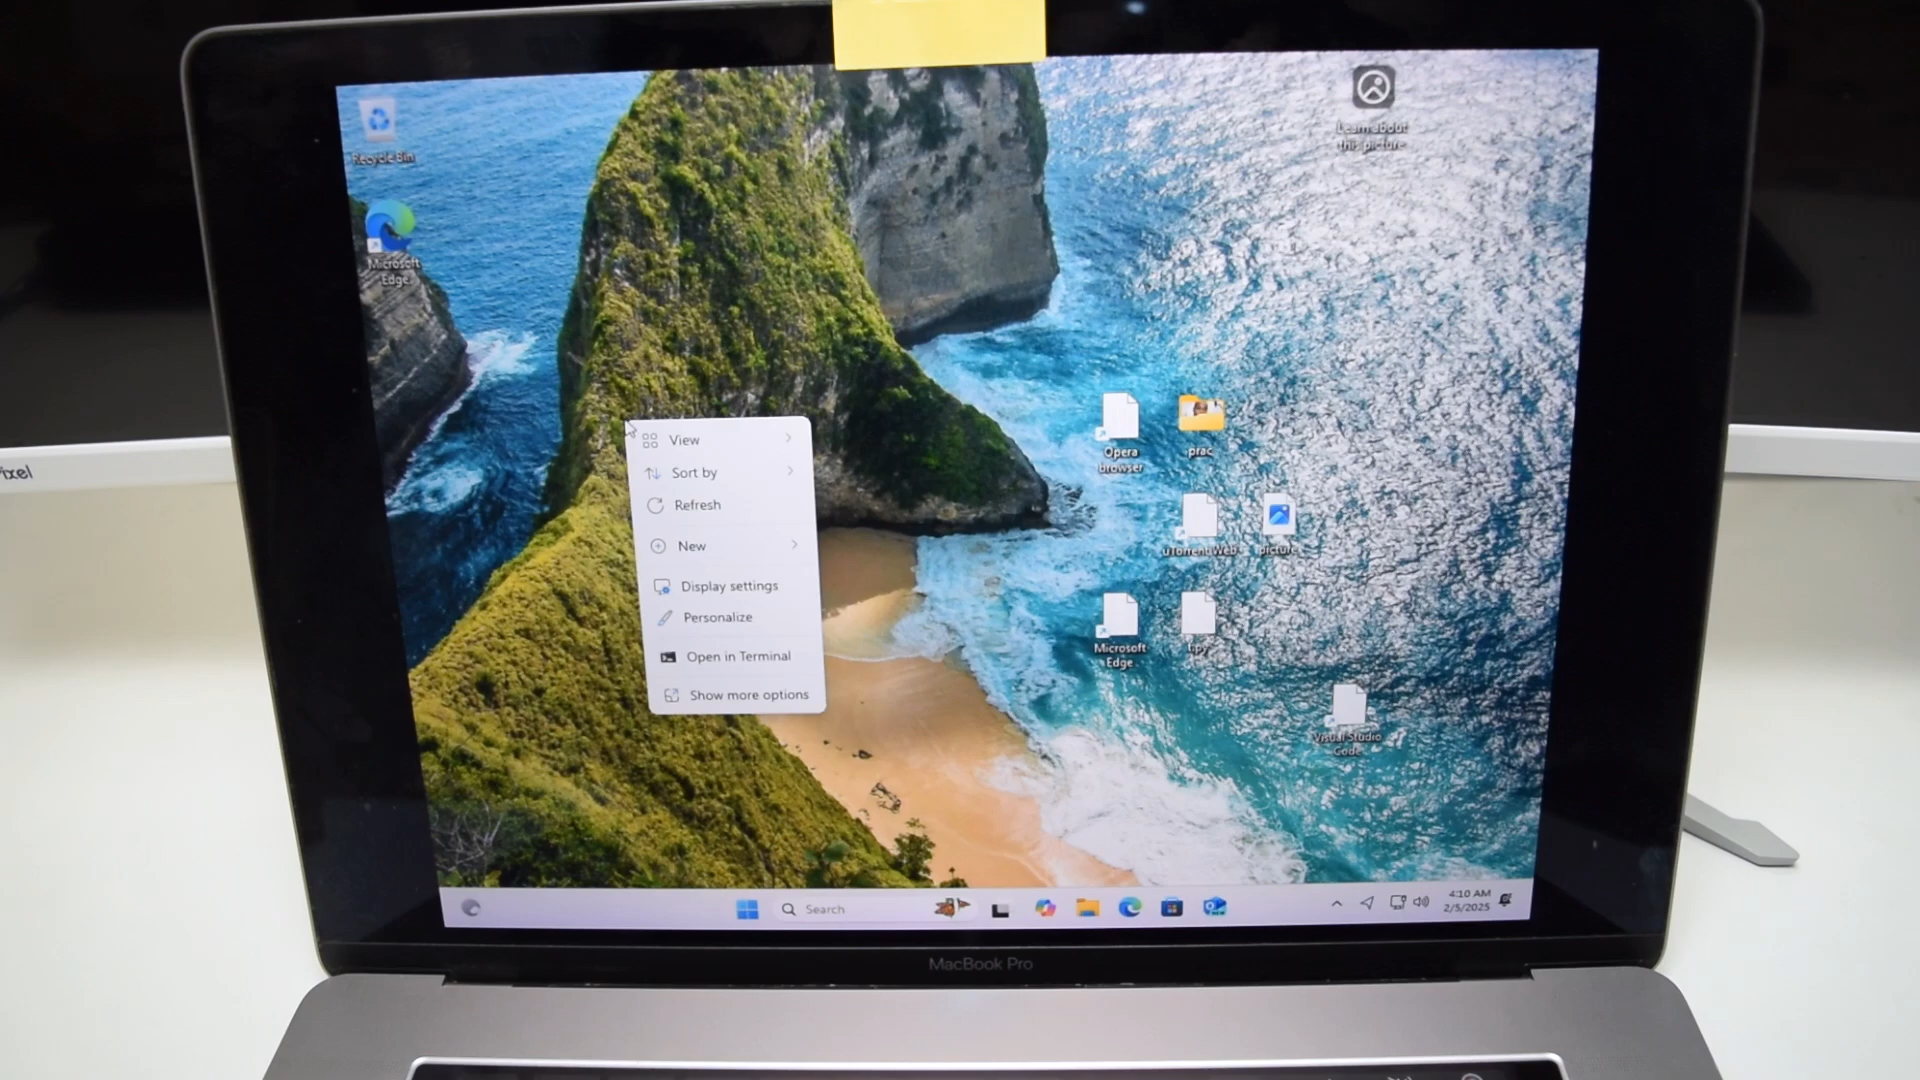 Recycle Bin
Microsoft
Edge
Learn about
this picture
View
Sort by
Refresh
New
Display settings
Personalize
Open in Terminal
Show more options
Opera
browser
prac
uTorrent Web
picture
Microsoft
Edge
Visual Studio
Code
Search
4:10 AM
2/5/2025
MacBook Pro